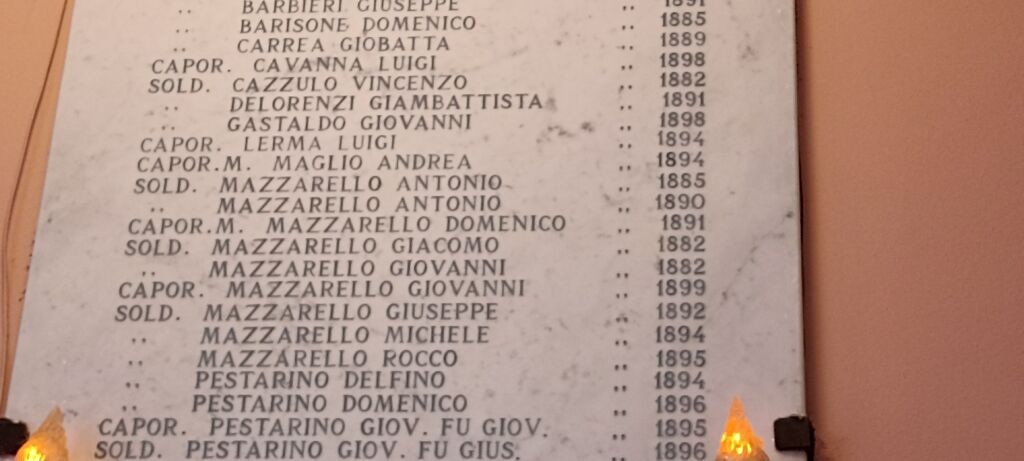 ,, BARBIERI GIUSEPPE ,, 1891
,, BARISONE DOMENICO ,, 1885
,, CARREA GIOBATTA ,, 1889
CAPOR. CAVANNA LUIGI ,, 1898
SOLD. CAZZULO VINCENZO ,, 1882
,, DELORENZI GIAMBATTISTA ,, 1891
,, GASTALDO GIOVANNI ,, 1898
CAPOR. LERMA LUIGI ,, 1894
CAPOR.M. MAGLIO ANDREA ,, 1894
SOLD. MAZZARELLO ANTONIO ,, 1885
,, MAZZARELLO ANTONIO ,, 1890
CAPOR.M. MAZZARELLO DOMENICO ,, 1891
SOLD. MAZZARELLO GIACOMO ,, 1882
,, MAZZARELLO GIOVANNI ,, 1882
CAPOR. MAZZARELLO GIOVANNI ,, 1899
SOLD. MAZZARELLO GIUSEPPE ,, 1892
,, MAZZARELLO MICHELE ,, 1894
,, MAZZARELLO ROCCO ,, 1895
,, PESTARINO DELFINO ,, 1894
,, PESTARINO DOMENICO ,, 1896
CAPOR. PESTARINO GIOV. FU GIOV. ,, 1895
SOLD. PESTARINO GIOV. FU GIUS. ,, 1896